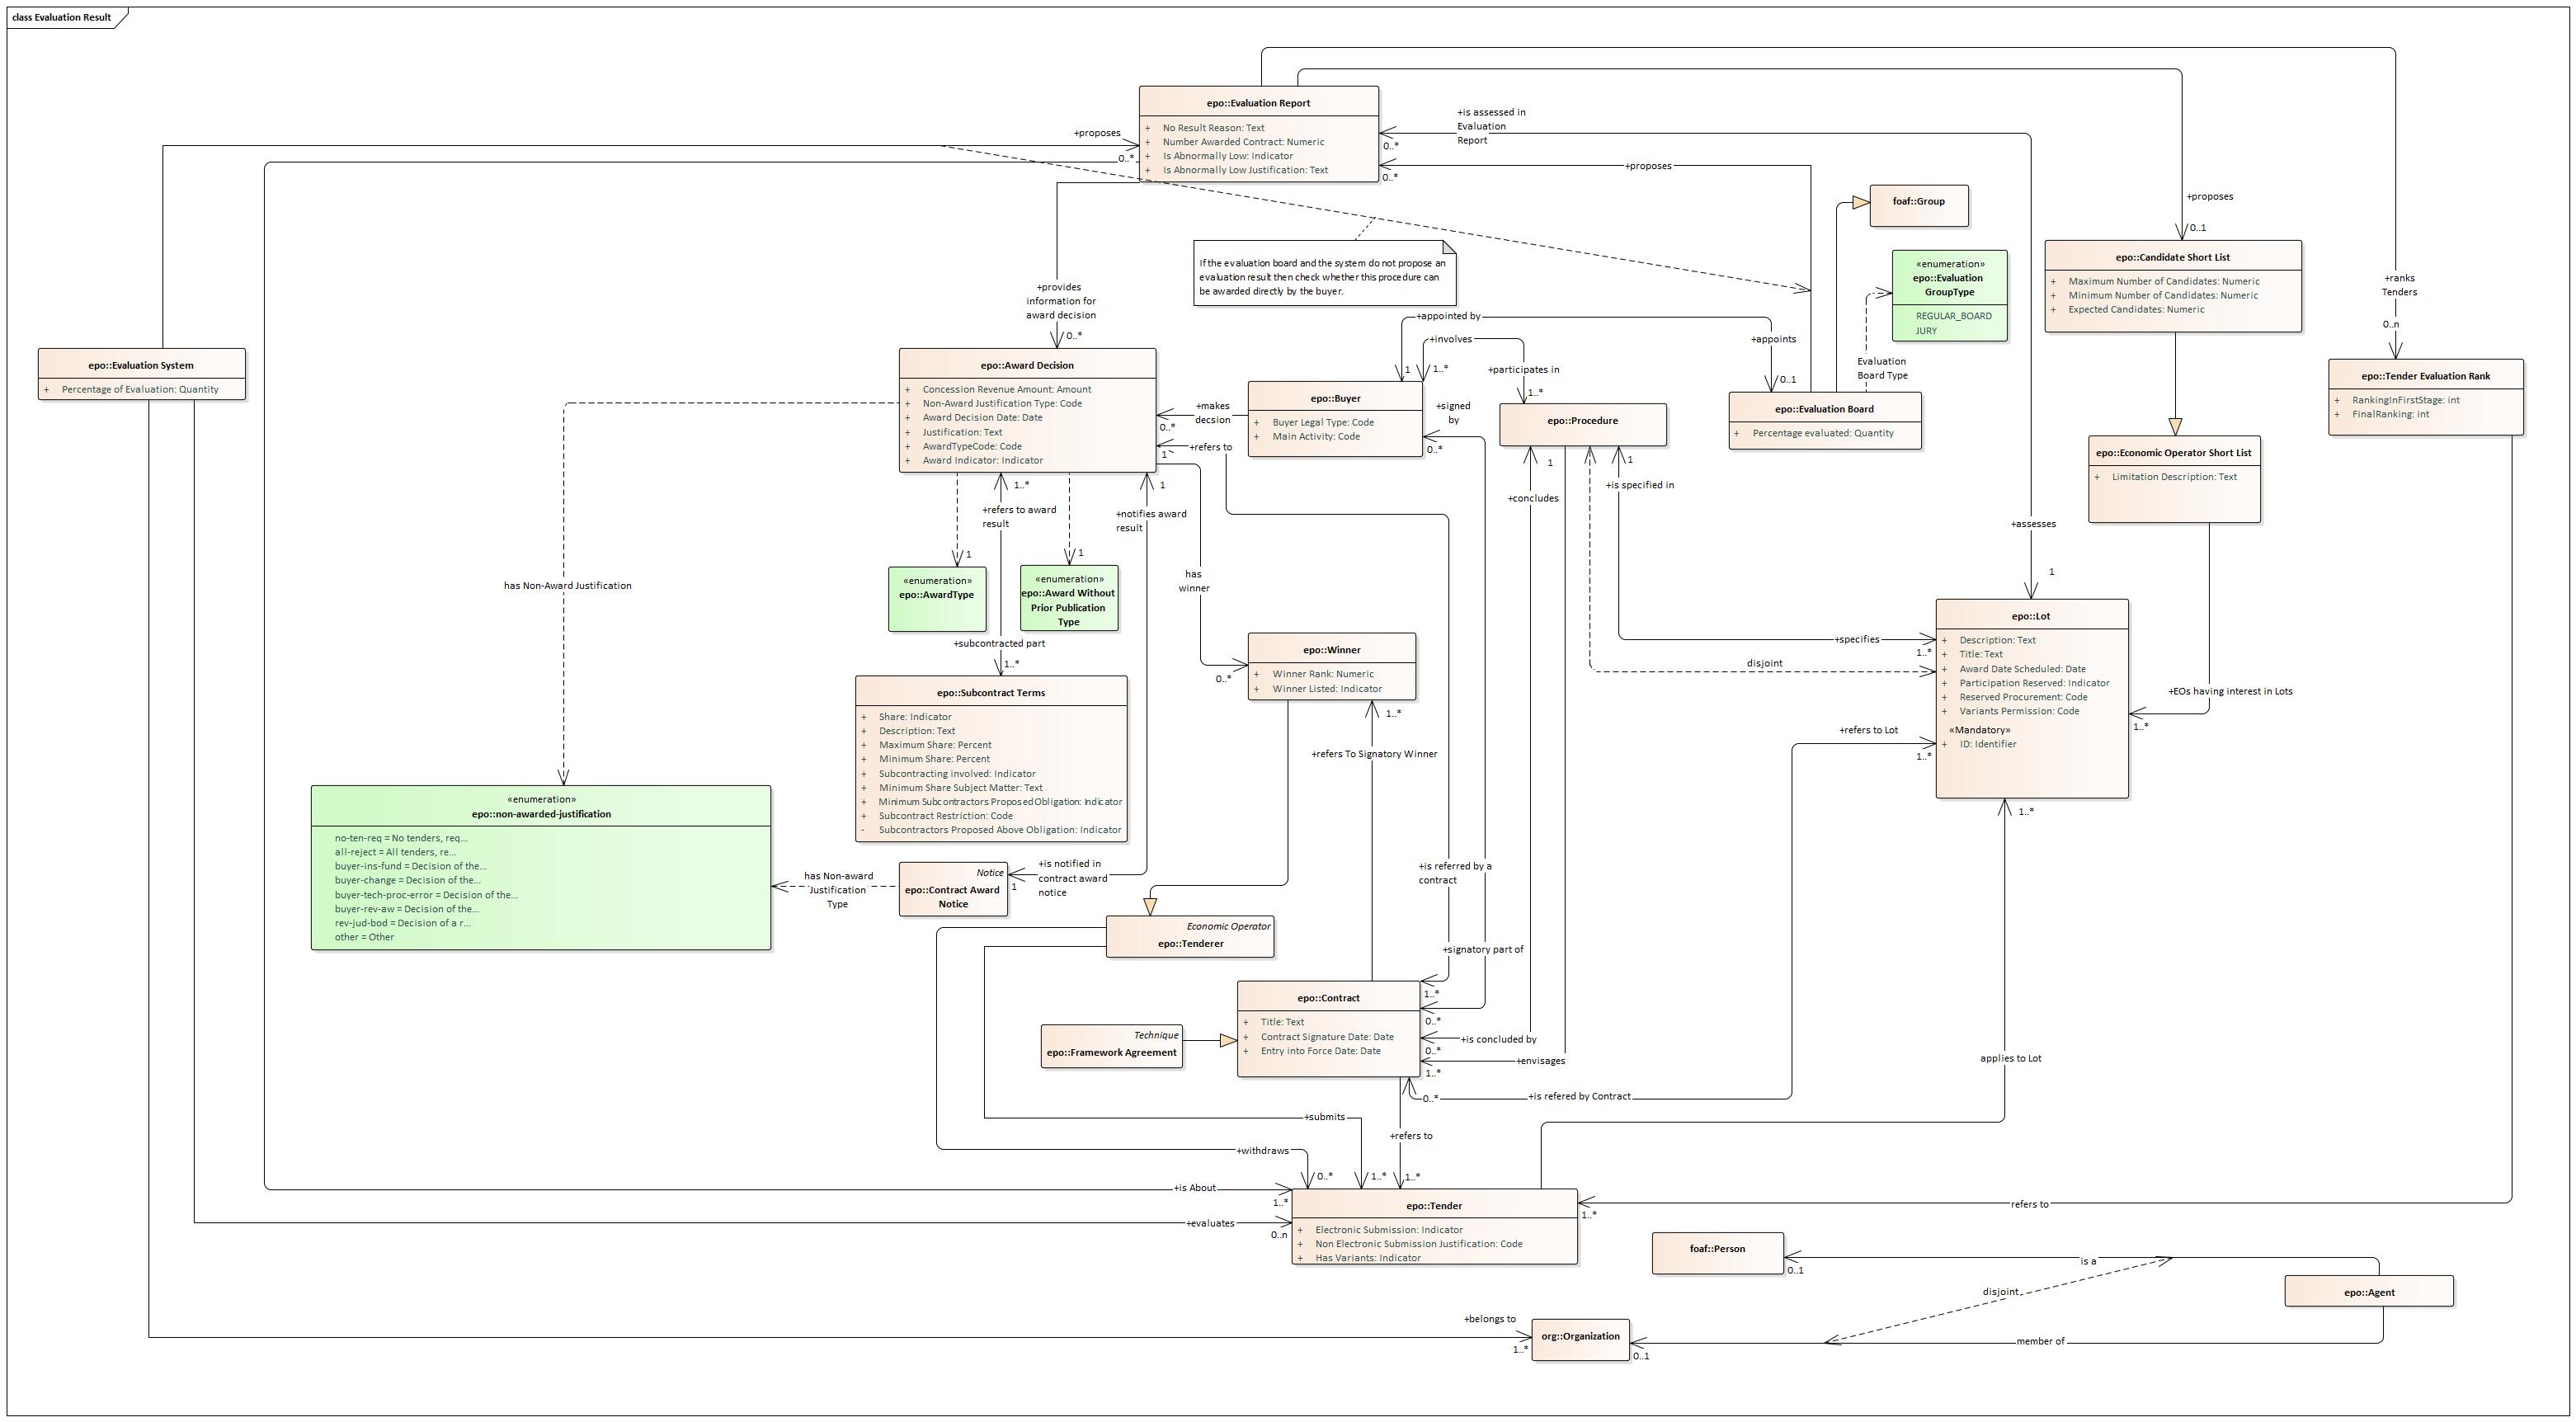 class Evaluation Result
epo::Evaluation Report
+ No Result Reason: Text
+ Number Awarded Contract: Numeric
+ Is Abnormally Low: Indicator
+ Is Abnormally Low Justification: Text
+proposes
0..*
+is assessed in
Evaluation
Report
0..*
+proposes
0..*
foaf::Group
+proposes
0..1
«enumeration»
epo::Evaluation
GroupType
REGULAR_BOARD
JURY
epo::Candidate Short List
+ Maximum Number of Candidates: Numeric
+ Minimum Number of Candidates: Numeric
+ Expected Candidates: Numeric
+ranks
Tenders
0..n
If the evaluation board and the system do not propose an
evaluation result then check whether this procedure can
be awarded directly by the buyer.
+provides
information for
award decision
0..*
+appointed by
+appoints
1
0..1
+involves
+participates in
1..*
1..*
Evaluation
Board Type
epo::Evaluation System
+ Percentage of Evaluation: Quantity
epo::Award Decision
+ Concession Revenue Amount: Amount
+ Non-Award Justification Type: Code
+ Award Decision Date: Date
+ Justification: Text
+ AwardTypeCode: Code
+ Award Indicator: Indicator
+makes
decsion
0..*
+refers to
1
epo::Buyer
+ Buyer Legal Type: Code
+ Main Activity: Code
+signed
by
0..*
epo::Procedure
epo::Evaluation Board
+ Percentage evaluated: Quantity
epo::Tender Evaluation Rank
+ RankingInFirstStage: int
+ FinalRanking: int
epo::Economic Operator Short List
+ Limitation Description: Text
1..*
+refers to award
result
1
+notifies award
result
1
+concludes
1
+is specified in
+assesses
1
1
1
has
winner
«enumeration»
epo::AwardType
«enumeration»
epo::Award Without
Prior Publication
Type
has Non-Award Justification
+subcontracted part
1..*
0..*
epo::Winner
+ Winner Rank: Numeric
+ Winner Listed: Indicator
1..*
+refers To Signatory Winner
+specifies
1..*
disjoint
epo::Lot
+ Description: Text
+ Title: Text
+ Award Date Scheduled: Date
+ Participation Reserved: Indicator
+ Reserved Procurement: Code
+ Variants Permission: Code
«Mandatory»
+ ID: Identifier
+EOs having interest in Lots
1..*
+refers to Lot
1..*
1..*
epo::Subcontract Terms
+ Share: Indicator
+ Description: Text
+ Maximum Share: Percent
+ Minimum Share: Percent
+ Subcontracting involved: Indicator
+ Minimum Share Subject Matter: Text
+ Minimum Subcontractors Proposed Obligation: Indicator
+ Subcontract Restriction: Code
- Subcontractors Proposed Above Obligation: Indicator
«enumeration»
epo::non-awarded-justification
no-ten-req = No tenders, req...
all-reject = All tenders, re...
buyer-ins-fund = Decision of the...
buyer-change = Decision of the...
buyer-tech-proc-error = Decision of the...
buyer-rev-aw = Decision of the...
rev-jud-bod = Decision of a r...
other = Other
has Non-award
Justification
Type
Notice
epo::Contract Award
Notice
1
+is notified in
contract award
notice
+is referred by a
contract
Economic Operator
epo::Tenderer
+signatory part of
epo::Contract
+ Title: Text
+ Contract Signature Date: Date
+ Entry into Force Date: Date
1..*
0..*
+is concluded by
0..*
+envisages
1..*
Technique
epo::Framework Agreement
0..*
+is refered by Contract
applies to Lot
+submits
+refers to
+withdraws
0..*
1..*
1..*
+is About
1..*
+evaluates
0..n
epo::Tender
+ Electronic Submission: Indicator
+ Non Electronic Submission Justification: Code
+ Has Variants: Indicator
refers to
1..*
foaf::Person
0..1
is a
disjoint
epo::Agent
+belongs to
1..*
org::Organization
0..1
member of